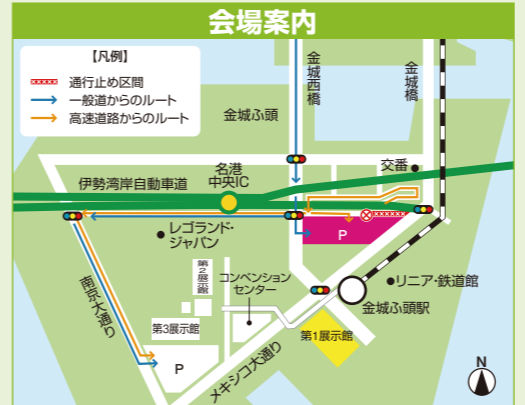 会場案内
【凡例】
通行止め区間
一般道からのルート
高速道路からのルート
金城西橋
金城橋
金城ふ頭
交番
名港
中央IC
伊勢湾岸自動車道
レゴランド・
ジャパン
P
リニア・鉄道館
金城ふ頭駅
コンベンション
センター
第2展示館
第3展示館
第1展示館
南京大通り
メキシコ大通り
P
N